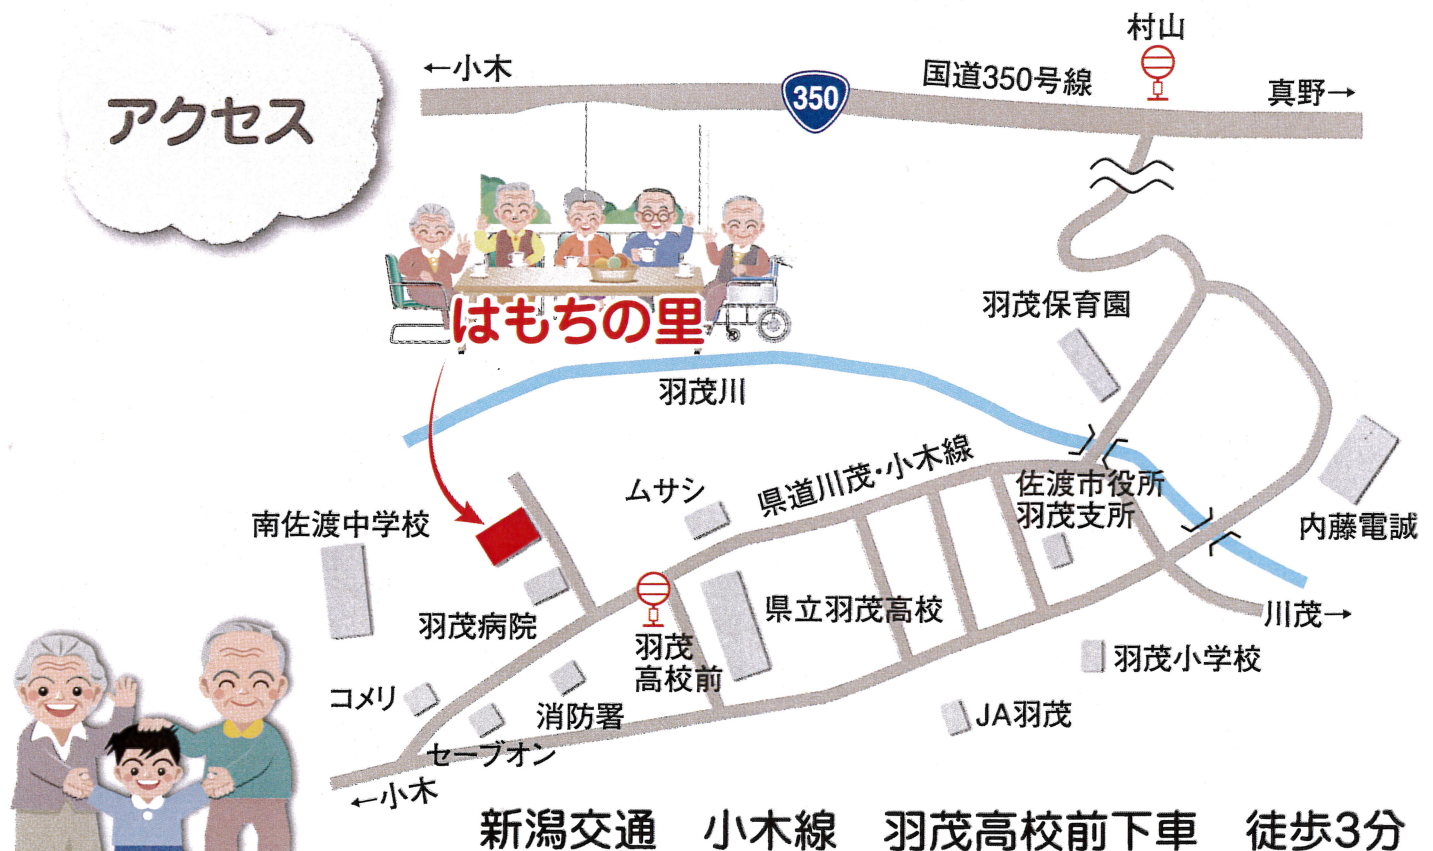 アクセス
村山
←小木
国道350号線
350
真野→
はもちの里
羽茂保育園
羽茂川
ムサシ
県道川茂・小木線
佐渡市役所
羽茂支所
内藤電誠
南佐渡中学校
羽茂病院
羽茂
高校前
県立羽茂高校
川茂→
羽茂小学校
コメリ
消防署
JA羽茂
セーブオン
←小木
新潟交通 小木線 羽茂高校前下車 徒歩3分